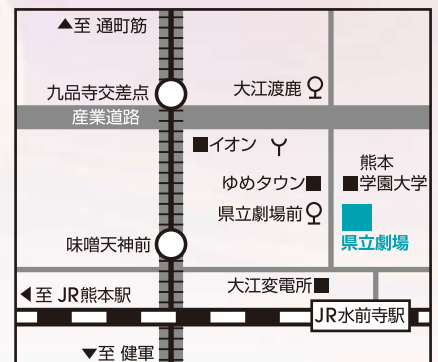 ▲至 通町筋
九品寺交差点
大江渡鹿
産業道路
イオン
熊本
学園大学
ゆめタウン
県立劇場前
県立劇場
味噌天神前
大江変電所
◀至 JR熊本駅
JR水前寺駅
▼至 健軍